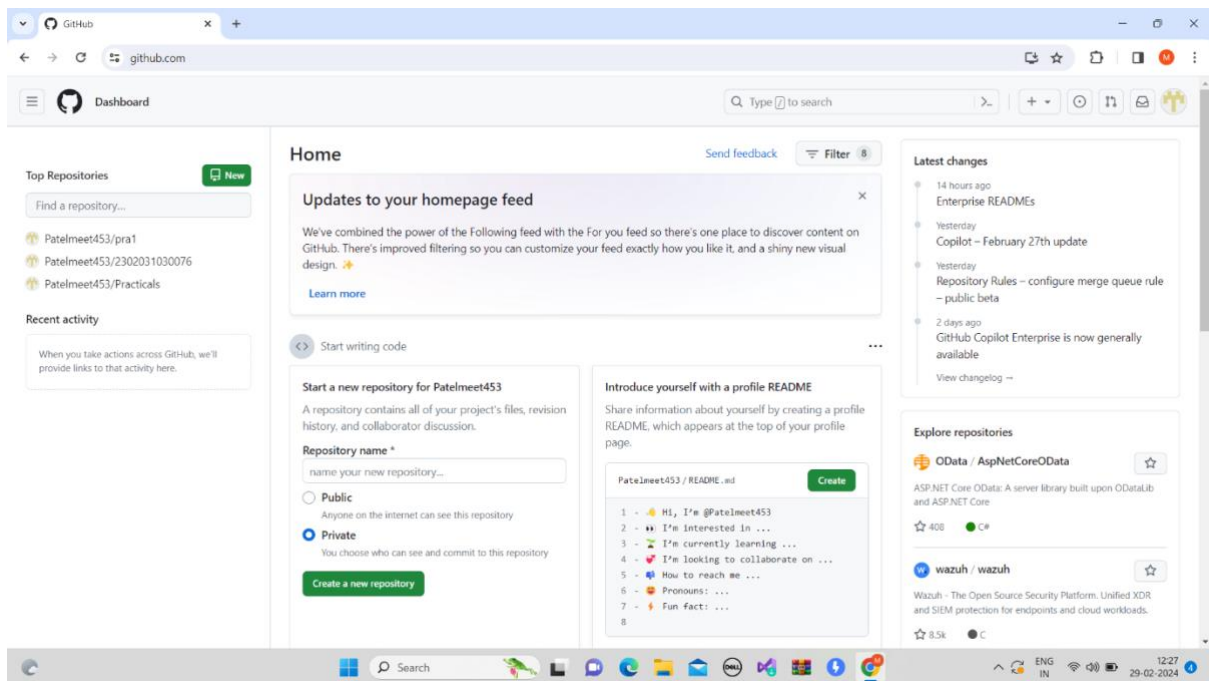 GitHub
github.com
Dashboard
Type / to search
Top Repositories
New
Find a repository...
Patelmeet453/pra1
Patelmeet453/2302031030076
Patelmeet453/Practicals
Recent activity
When you take actions across GitHub, we'll
provide links to that activity here.
Home
Send feedback
Filter 8
Updates to your homepage feed
We've combined the power of the Following feed with the For you feed so there's one place to discover content on
GitHub. There's improved filtering so you can customize your feed exactly how you like it, and a shiny new visual
design. ✨
Learn more
Start writing code
Start a new repository for Patelmeet453
A repository contains all of your project's files, revision
history, and collaborator discussion.
Repository name *
name your new repository...
Public
Anyone on the internet can see this repository
Private
You choose who can see and commit to this repository
Create a new repository
Introduce yourself with a profile README
Share information about yourself by creating a profile
README, which appears at the top of your profile
page.
Patelmeet453/README.md
Create
1 - 👋 Hi, I'm @Patelmeet453
2 - 👀 I'm interested in ...
3 - 🌱 I'm currently learning ...
4 - 💞️ I'm looking to collaborate on ...
5 - 📫 How to reach me ...
6 - 😄 Pronouns: ...
7 - ⚡ Fun fact: ...
8
Latest changes
14 hours ago
Enterprise READMEs
Yesterday
Copilot – February 27th update
Yesterday
Repository Rules – configure merge queue rule
– public beta
2 days ago
GitHub Copilot Enterprise is now generally
available
View changelog →
Explore repositories
OData / AspNetCoreOData
ASP.NET Core OData: A server library built upon ODataLib
and ASP.NET Core
408 C#
wazuh / wazuh
Wazuh - The Open Source Security Platform. Unified XDR
and SIEM protection for endpoints and cloud workloads.
8.5k C
Search
DELL
ENG
IN
12:27
29-02-2024